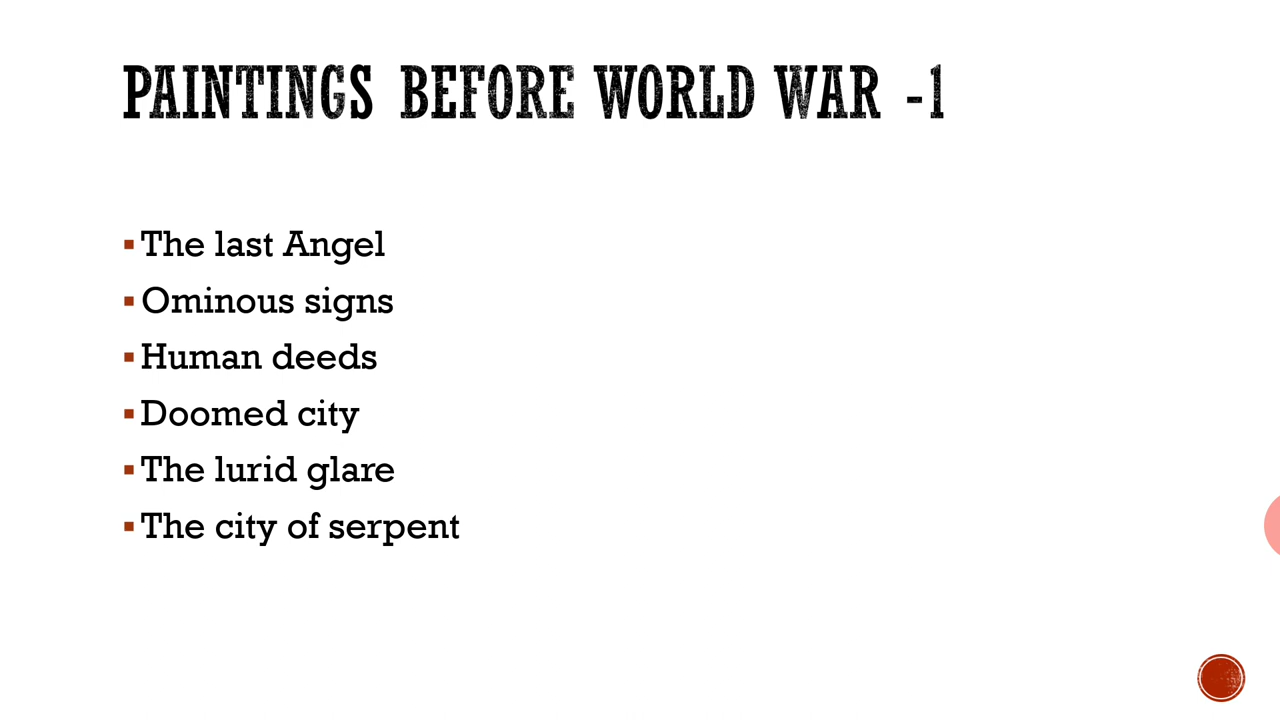 PAINTINGS BEFORE WORLD WAR -1
The last Angel
Ominous signs
Human deeds
Doomed city
The lurid glare
The city of serpent